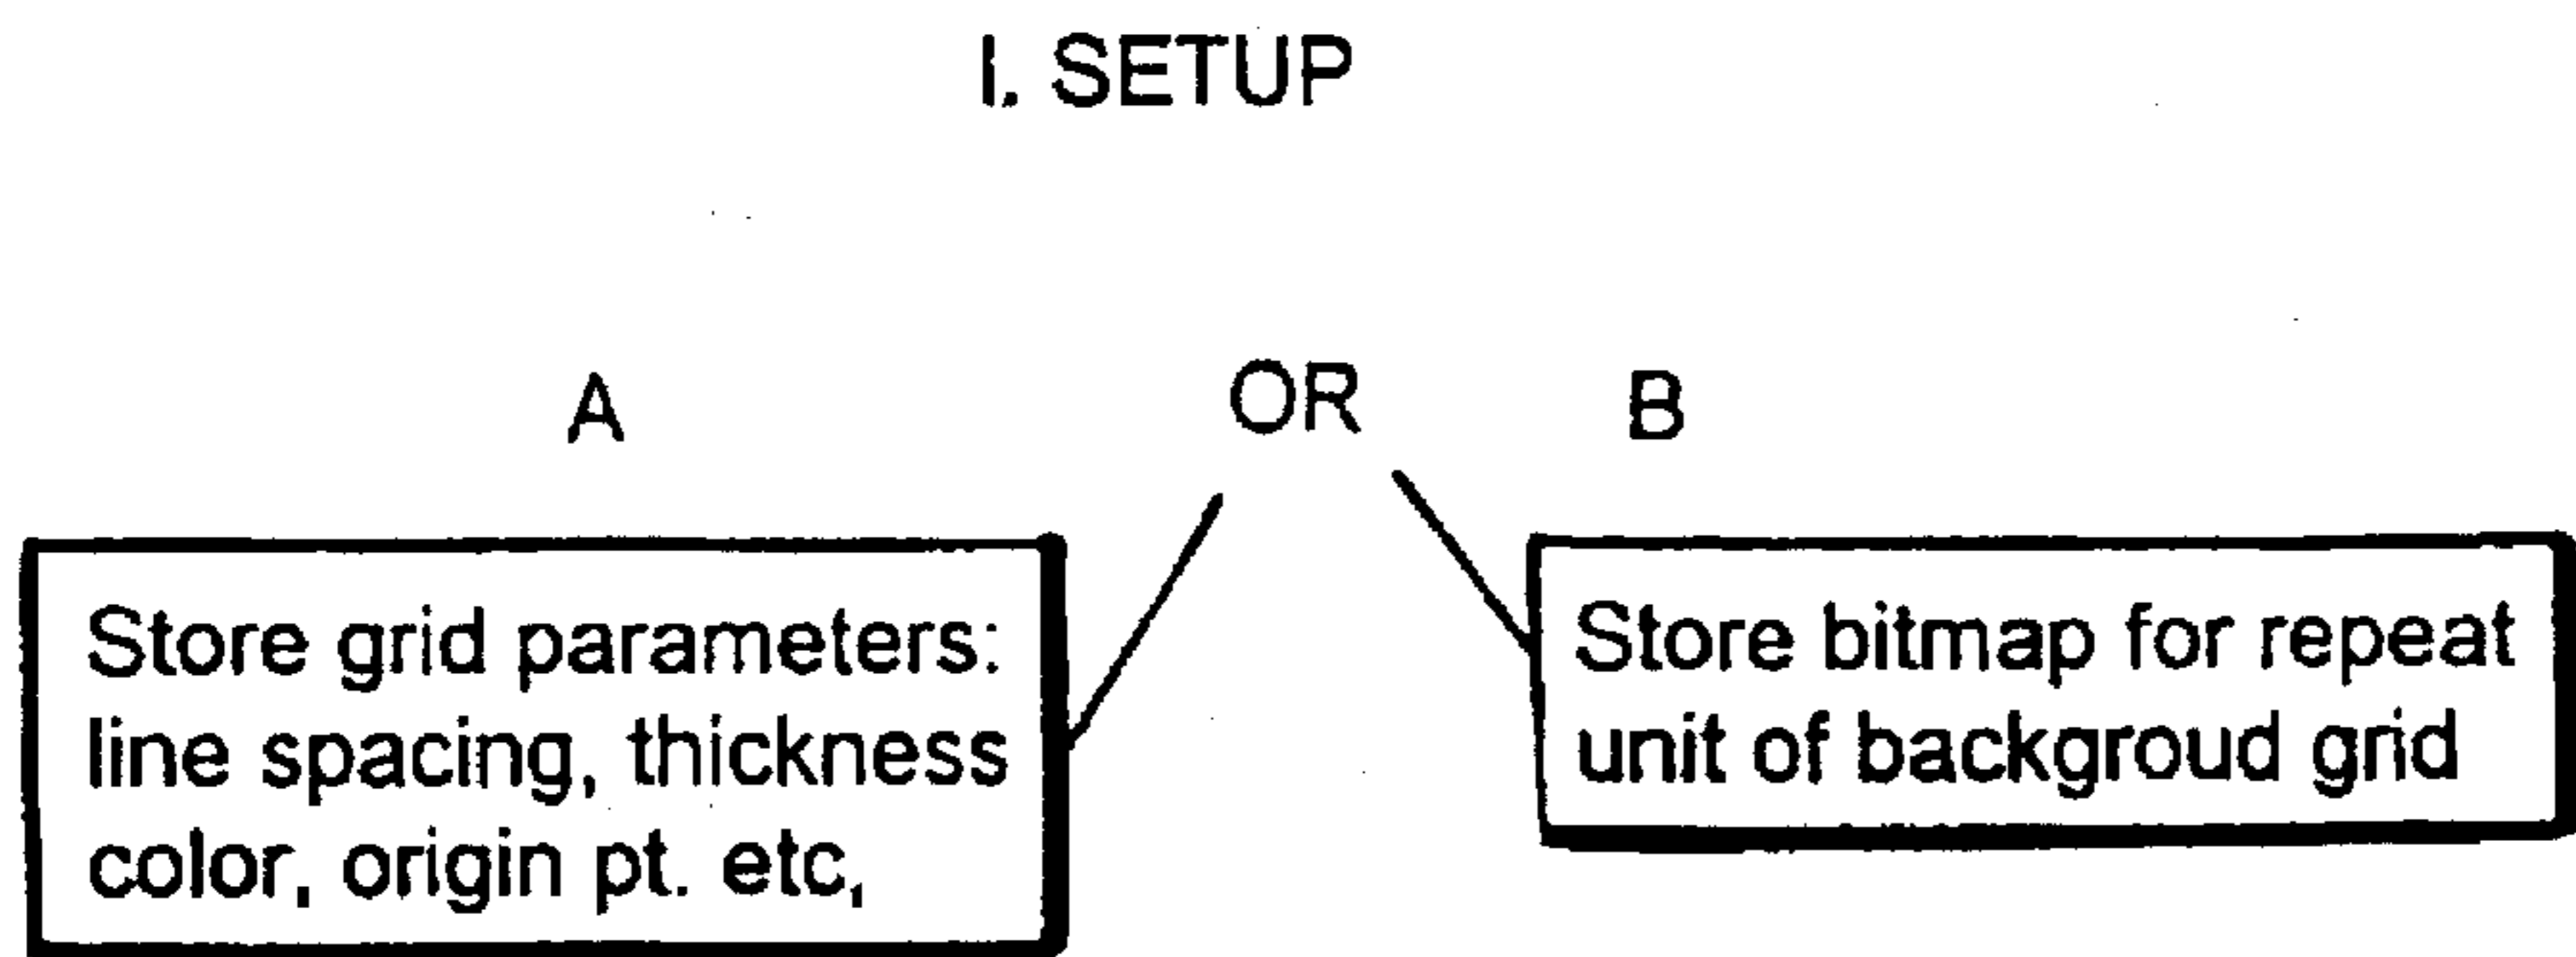 I. SETUP
A OR B
Store grid parameters:
line spacing, thickness
color, origin pt. etc,
Store bitmap for repeat
unit of backgroud grid